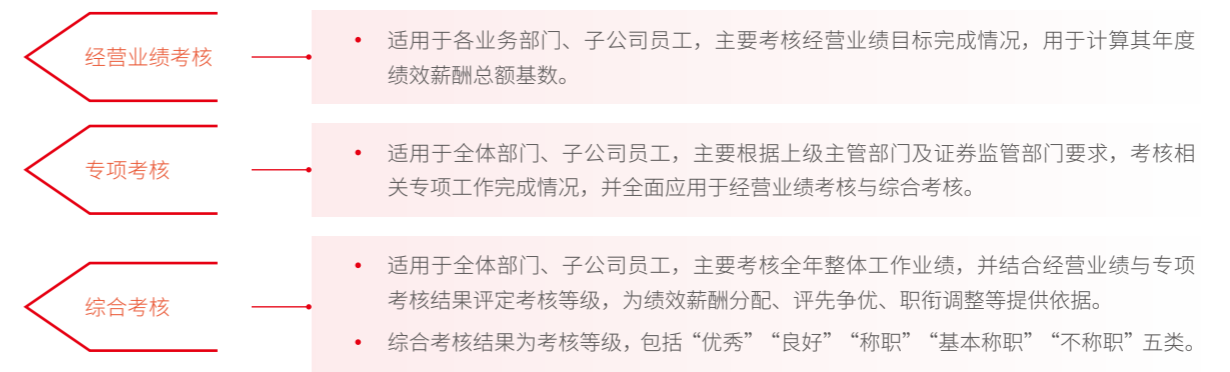 经营业绩考核
• 适用于各业务部门、子公司员工，主要考核经营业绩目标完成情况，用于计算其年度
绩效薪酬总额基数。
专项考核
• 适用于全体部门、子公司员工，主要根据上级主管部门及证券监管部门要求，考核相
关专项工作完成情况，并全面应用于经营业绩考核与综合考核。
综合考核
• 适用于全体部门、子公司员工，主要考核全年整体工作业绩，并结合经营业绩与专项
考核结果评定考核等级，为绩效薪酬分配、评先争优、职衔调整等提供依据。
• 综合考核结果为考核等级，包括“优秀”“良好”“称职”“基本称职”“不称职”五类。